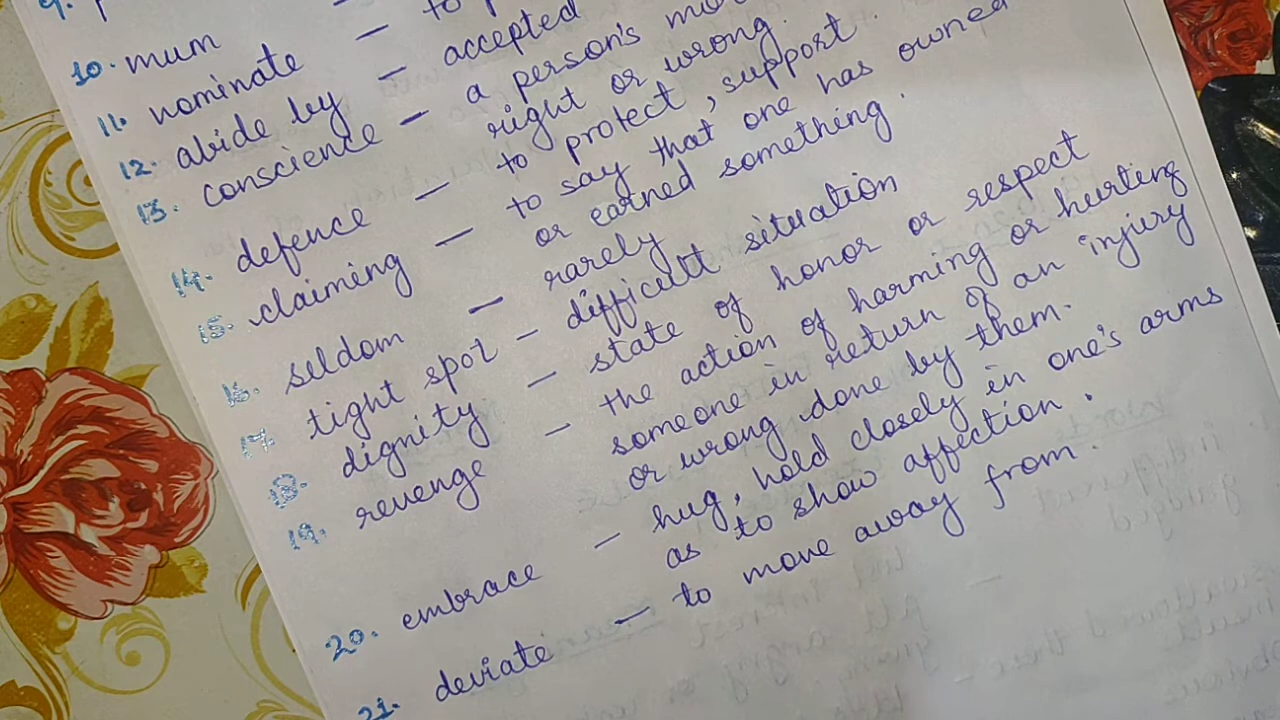 9.
10. mum —
11. nominate — to
12. abide by — accepted
13. conscience — a person's
right or wrong.
14. defence — to protect, support.
15. claiming — to say that one has owned
or earned something.
16. seldom — rarely
17. tight spot - difficult situation
18. dignity — state of honor or respect
19. revenge — the action of harming or hurting
someone in return of an injury
or wrong done by them.
20. embrace — hug, hold closely in one's arms
as to show affection.
21. deviate — to move away from.